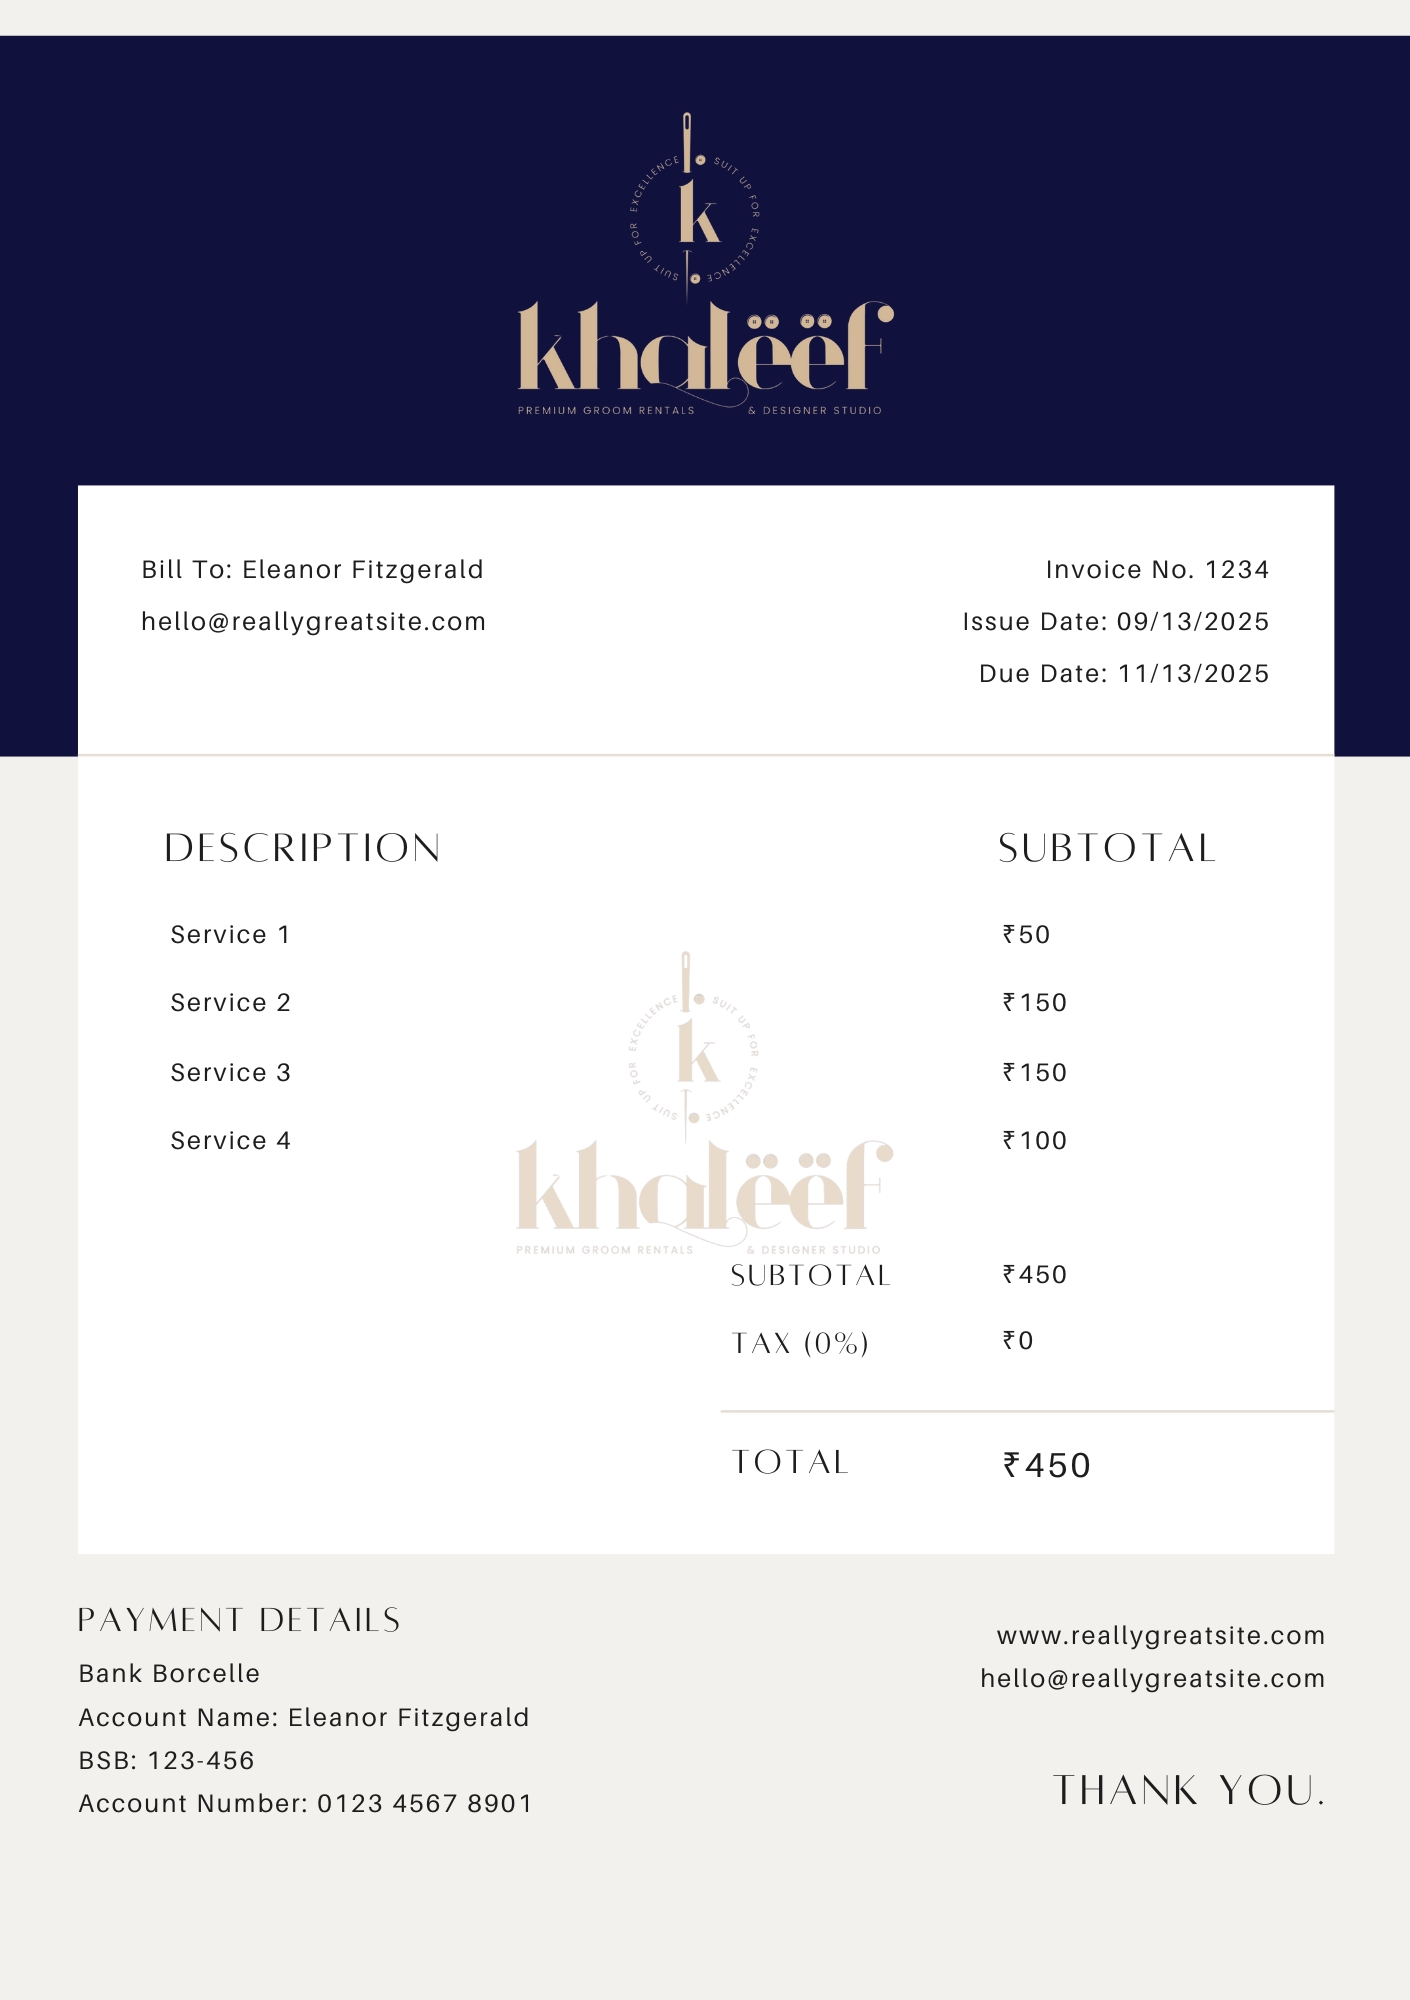 SUIT UP FOR EXCELLENCE SUIT UP FOR EXCELLENCE
k
khalëëf
PREMIUM GROOM RENTALS & DESIGNER STUDIO
Bill To: Eleanor Fitzgerald
hello@reallygreatsite.com
Invoice No. 1234
Issue Date: 09/13/2025
Due Date: 11/13/2025
DESCRIPTION SUBTOTAL
Service 1 ₹50
Service 2 ₹150
Service 3 ₹150
Service 4 ₹100
SUIT UP FOR EXCELLENCE SUIT UP FOR EXCELLENCE
k
khalëëf
PREMIUM GROOM RENTALS & DESIGNER STUDIO
SUBTOTAL ₹450
TAX (0%) ₹0
TOTAL ₹450
PAYMENT DETAILS
Bank Borcelle
Account Name: Eleanor Fitzgerald
BSB: 123-456
Account Number: 0123 4567 8901
www.reallygreatsite.com
hello@reallygreatsite.com
THANK YOU.